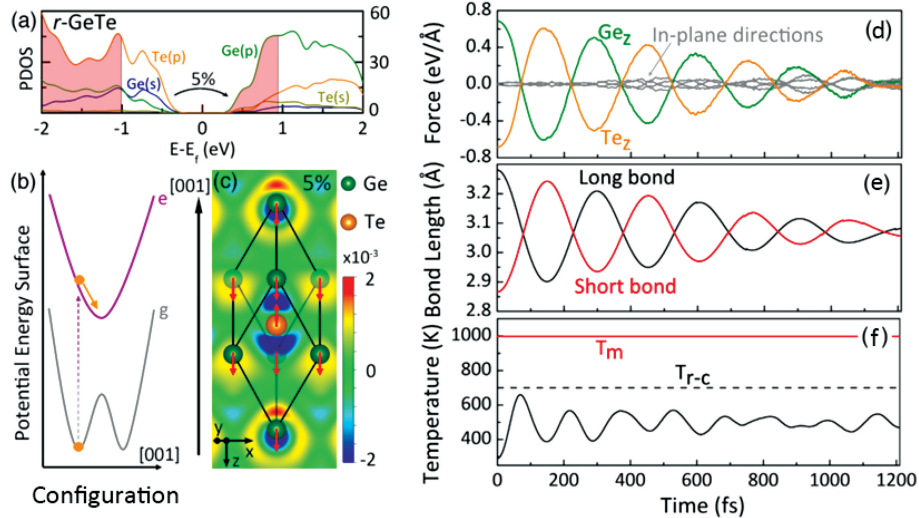 (a) r-GeTe
PDOS
Te(p)
Ge(s)
5%
Ge(p)
Te(s)
60
30
0
-2 -1 0 1 2
E-Ef (eV)
(b)
Potential Energy Surface
e
g
[001]
[001]
Configuration
(c) 5%
Ge
Te
x10⁻³
2
1
0
-1
-2
y x
z
(d)
Force (eV/Å)
0.8
0.4
0.0
-0.4
-0.8
Gez
In-plane directions
Tez
(e)
Bond Length (Å)
3.2
3.1
3.0
2.9
2.8
Long bond
Short bond
(f)
Temperature (K)
1000
800
600
400
Tm
Tr-c
0 200 400 600 800 1000 1200
Time (fs)